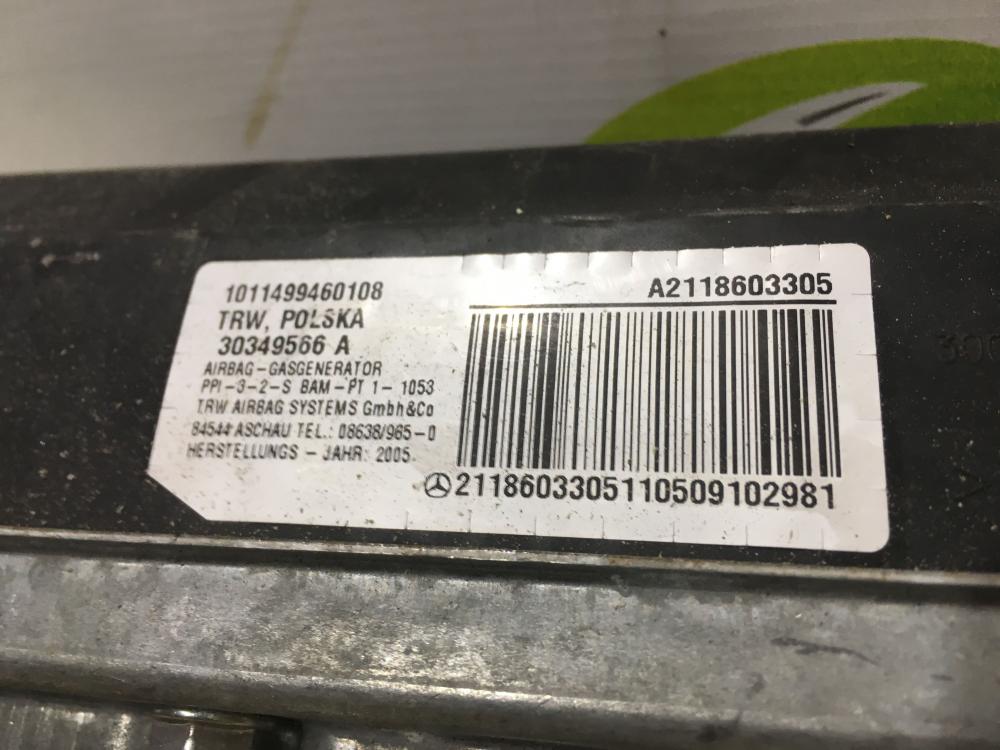 1011499460108
TRW, POLSKA
30349566 A
AIRBAG-GASGENERATOR
PPI-3-2-S BAM-PT 1- 1053
TRW AIRBAG SYSTEMS Gmbh&Co
84544 ASCHAU TEL.: 08638/965-0
HERSTELLUNGS - JAHR: 2005
A2118603305
2118603305110509102981